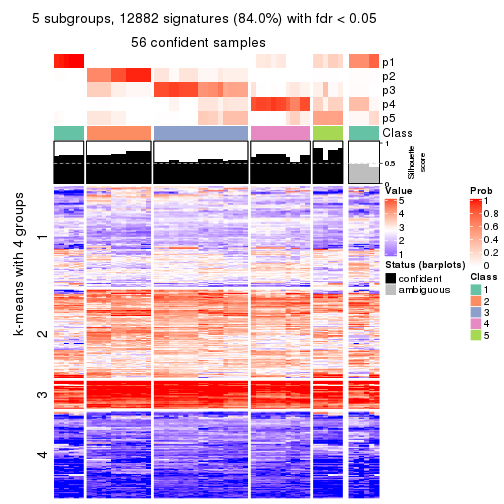 5 subgroups, 12882 signatures (84.0%) with fdr < 0.05
56 confident samples
p1
p2
p3
p4
p5
Class
1
0.5
0
Silhouette
score
k-means with 4 groups
1
2
3
4
Value
5
4
3
2
1
Status (barplots)
confident
ambiguous
Prob
1
0.8
0.6
0.4
0.2
0
Class
1
2
3
4
5